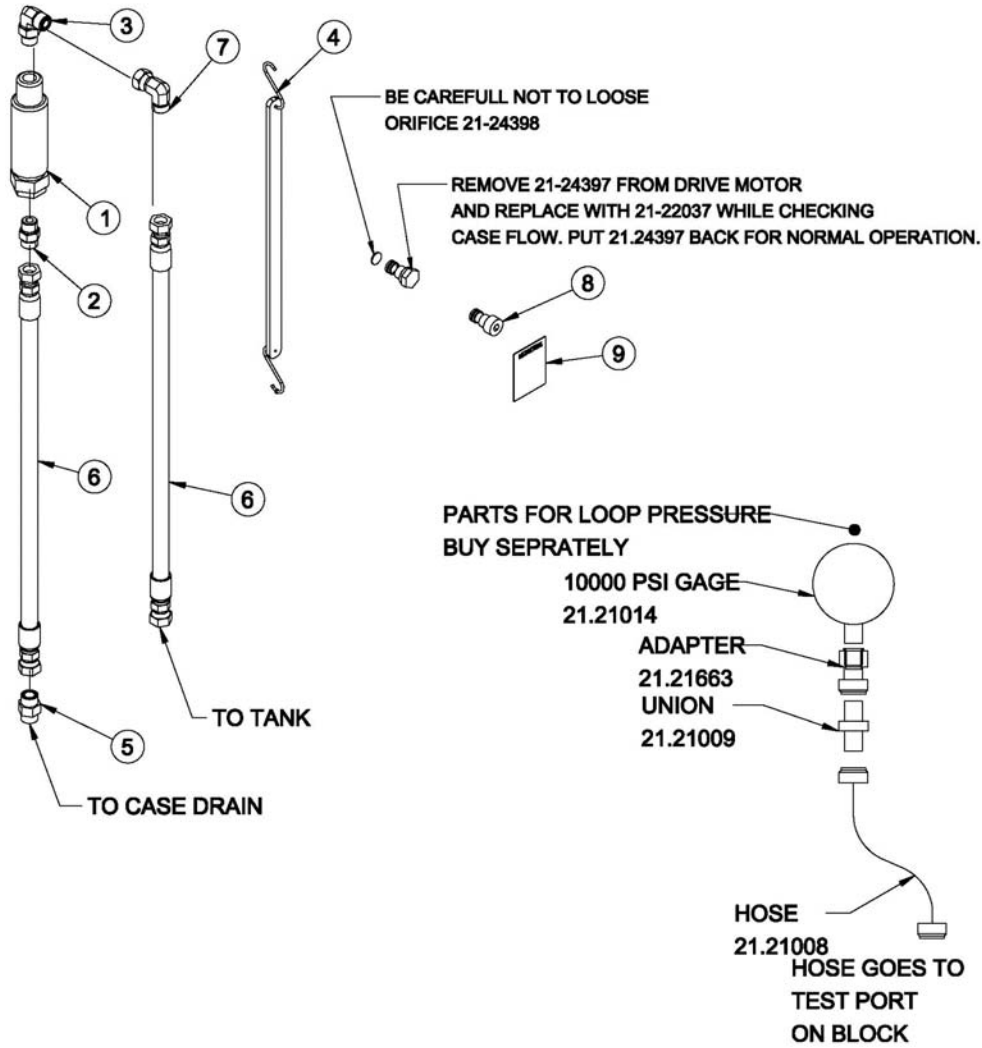 3
7
4
BE CAREFULL NOT TO LOOSE
ORIFICE 21-24398
REMOVE 21-24397 FROM DRIVE MOTOR
AND REPLACE WITH 21-22037 WHILE CHECKING
CASE FLOW. PUT 21.24397 BACK FOR NORMAL OPERATION.
1
2
8
9
6
6
PARTS FOR LOOP PRESSURE
BUY SEPRATELY
10000 PSI GAGE
21.21014
ADAPTER
21.21663
UNION
21.21009
TO TANK
5
TO CASE DRAIN
HOSE
21.21008
HOSE GOES TO
TEST PORT
ON BLOCK